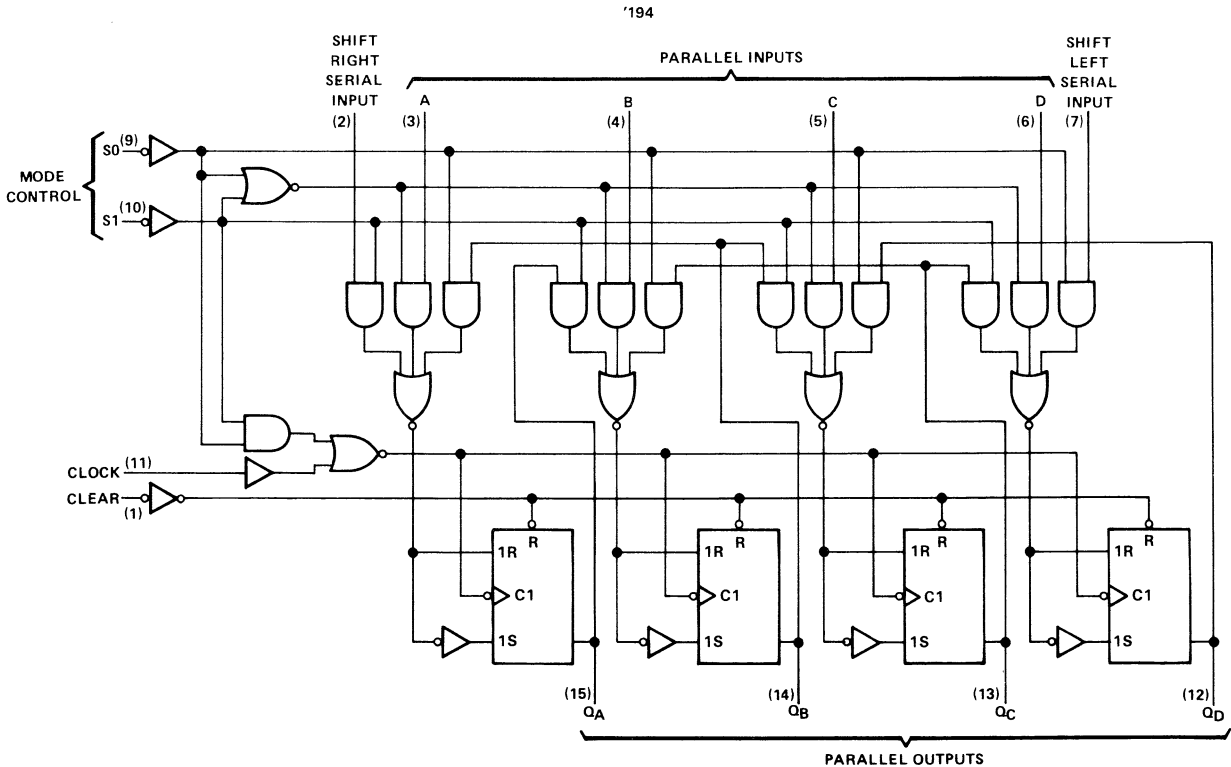 '194
SHIFT
RIGHT
SERIAL
INPUT
(2)
PARALLEL INPUTS
A
(3)
B
(4)
C
(5)
D
(6)
SHIFT
LEFT
SERIAL
INPUT
(7)
MODE
CONTROL
S0 (9)
S1 (10)
CLOCK (11)
CLEAR
(1)
R
1R
C1
1S
R
1R
C1
1S
R
1R
C1
1S
R
1R
C1
1S
(15)
QA
(14)
QB
(13)
QC
(12)
QD
PARALLEL OUTPUTS